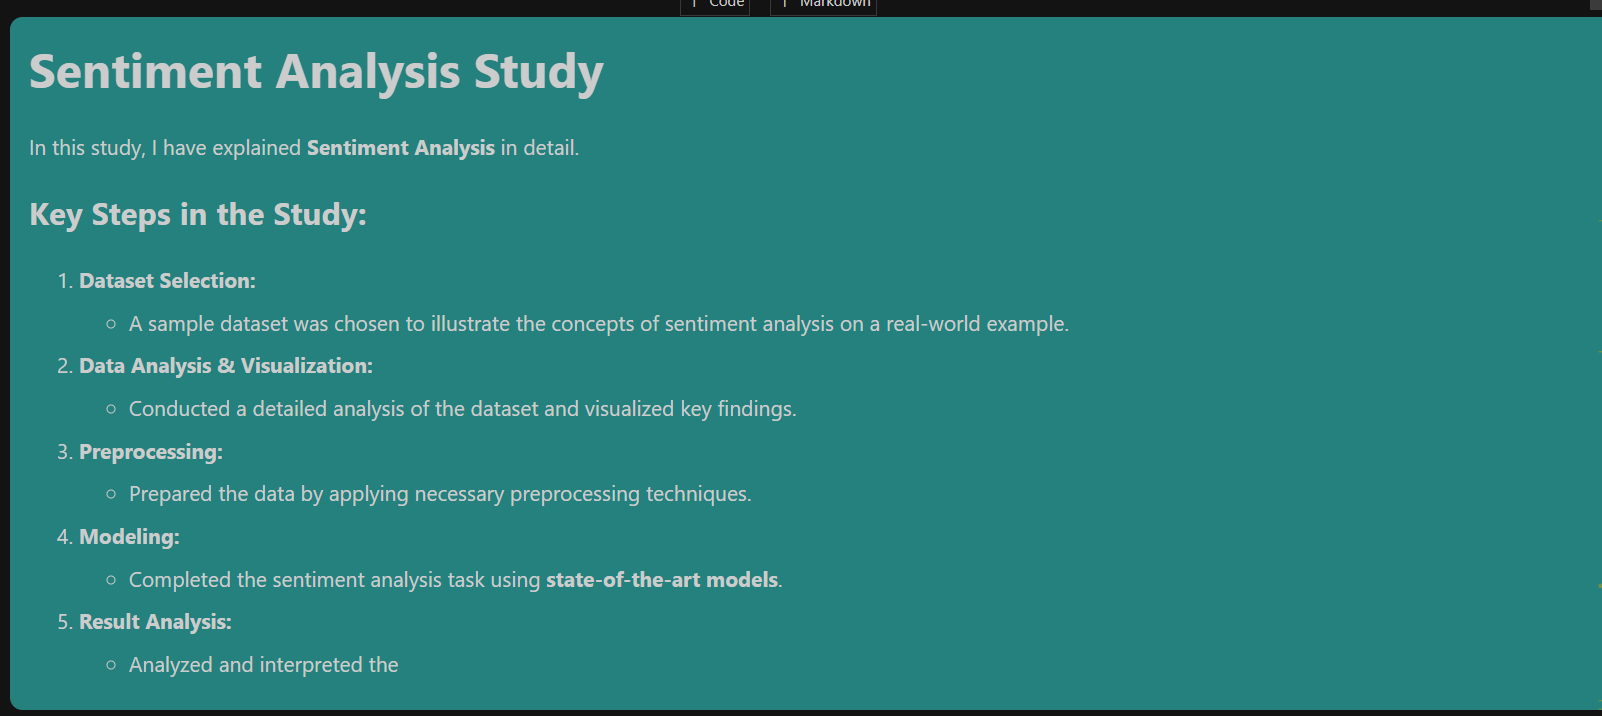 Code Markdown
Sentiment Analysis Study
In this study, I have explained Sentiment Analysis in detail.
Key Steps in the Study:
1. Dataset Selection:
○ A sample dataset was chosen to illustrate the concepts of sentiment analysis on a real-world example.
2. Data Analysis & Visualization:
○ Conducted a detailed analysis of the dataset and visualized key findings.
3. Preprocessing:
○ Prepared the data by applying necessary preprocessing techniques.
4. Modeling:
○ Completed the sentiment analysis task using state-of-the-art models.
5. Result Analysis:
○ Analyzed and interpreted the